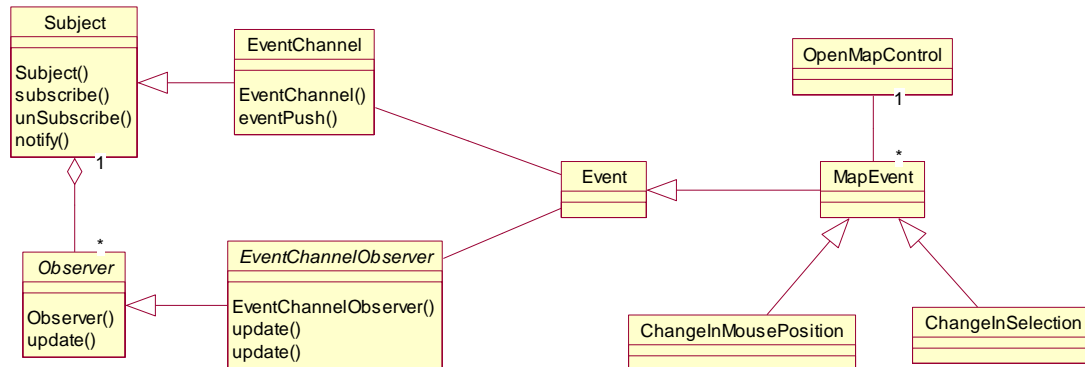 Subject
Subject()
subscribe()
unSubscribe()
notify()
1
*
Observer
Observer()
update()
EventChannel
EventChannel()
eventPush()
EventChannelObserver
EventChannelObserver()
update()
update()
Event
OpenMapControl
1
*
MapEvent
ChangeInMousePosition
ChangeInSelection